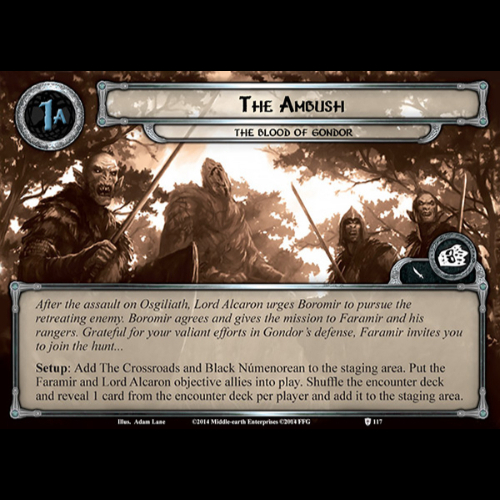 1A
The Ambush
The Blood of Gondor
After the assault on Osgiliath, Lord Alcaron urges Boromir to pursue the
retreating enemy. Boromir agrees and gives the mission to Faramir and his
rangers. Grateful for your valiant efforts in Gondor's defense, Faramir invites you
to join the hunt...
Setup: Add The Crossroads and Black Númenorean to the staging area. Put the
Faramir and Lord Alcaron objective allies into play. Shuffle the encounter deck
and reveal 1 card from the encounter deck per player and add it to the staging area.
Illus. Adam Lane ©2014 Middle-earth Enterprises ©2014 FFG 117